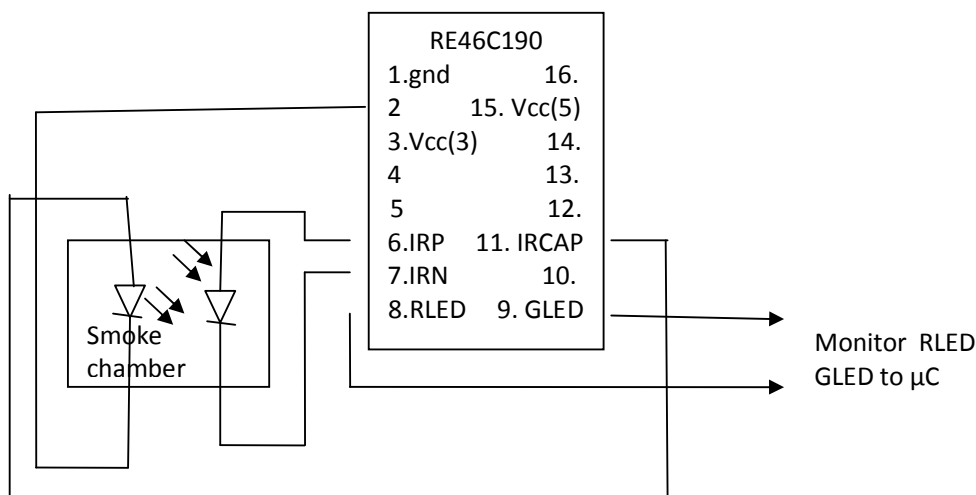 RE46C190
1.gnd 16.
2 15. Vcc(5)
3.Vcc(3) 14.
4 13.
5 12.
6.IRP 11. IRCAP
7.IRN 10.
8.RLED 9. GLED
Smoke
chamber
Monitor RLED
GLED to µC